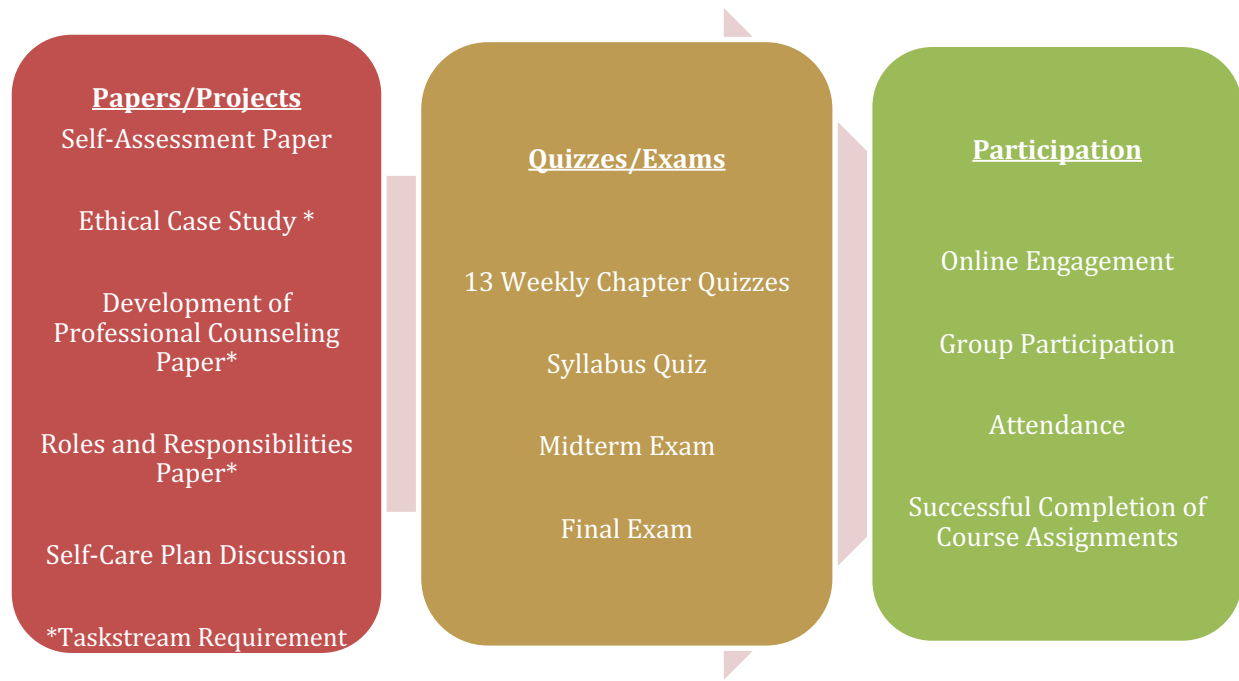 Papers/Projects
Self-Assessment Paper
Ethical Case Study *
Development of
Professional Counseling
Paper*
Roles and Responsibilities
Paper*
Self-Care Plan Discussion
*Taskstream Requirement
Quizzes/Exams
13 Weekly Chapter Quizzes
Syllabus Quiz
Midterm Exam
Final Exam
Participation
Online Engagement
Group Participation
Attendance
Successful Completion of
Course Assignments